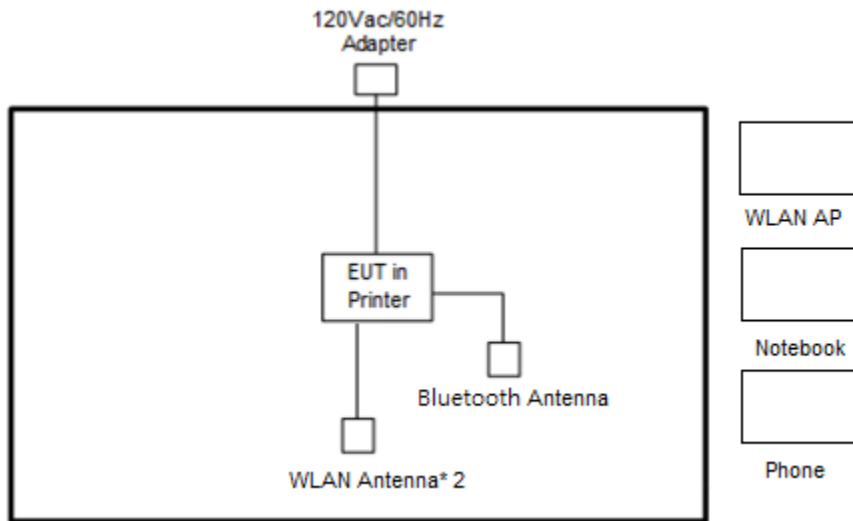 120Vac/60Hz
Adapter
WLAN AP
EUT in
Printer
Notebook
Bluetooth Antenna
Phone
WLAN Antenna* 2